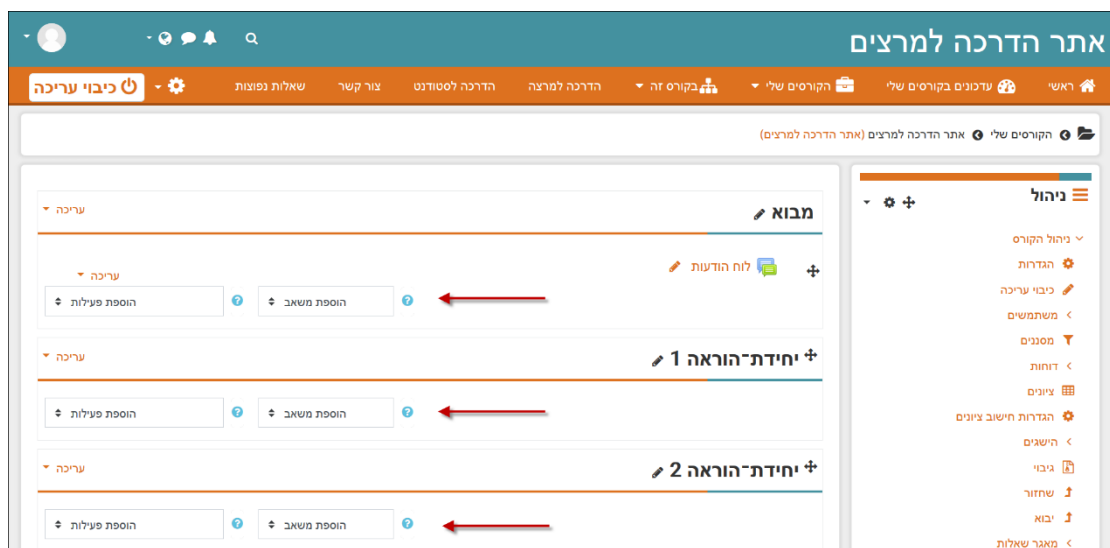 אתר הדרכה למרצים
ראשי עדכונים בקורסים שלי הקורסים שלי בקורס זה הדרכה למרצה הדרכה לסטודנט צור קשר שאלות נפוצות כיבוי עריכה
הקורסים שלי אתר הדרכה למרצים (אתר הדרכה למרצים)
ניהול
ניהול הקורס
הגדרות
כיבוי עריכה
משתמשים
מסננים
דוחות
ציונים
הגדרות חישוב ציונים
הישגים
גיבוי
שחזור
יבוא
מאגר שאלות
מבוא עריכה
לוח הודעות עריכה
הוספת משאב הוספת פעילות
יחידת־הוראה 1 עריכה
הוספת משאב הוספת פעילות
יחידת־הוראה 2 עריכה
הוספת משאב הוספת פעילות